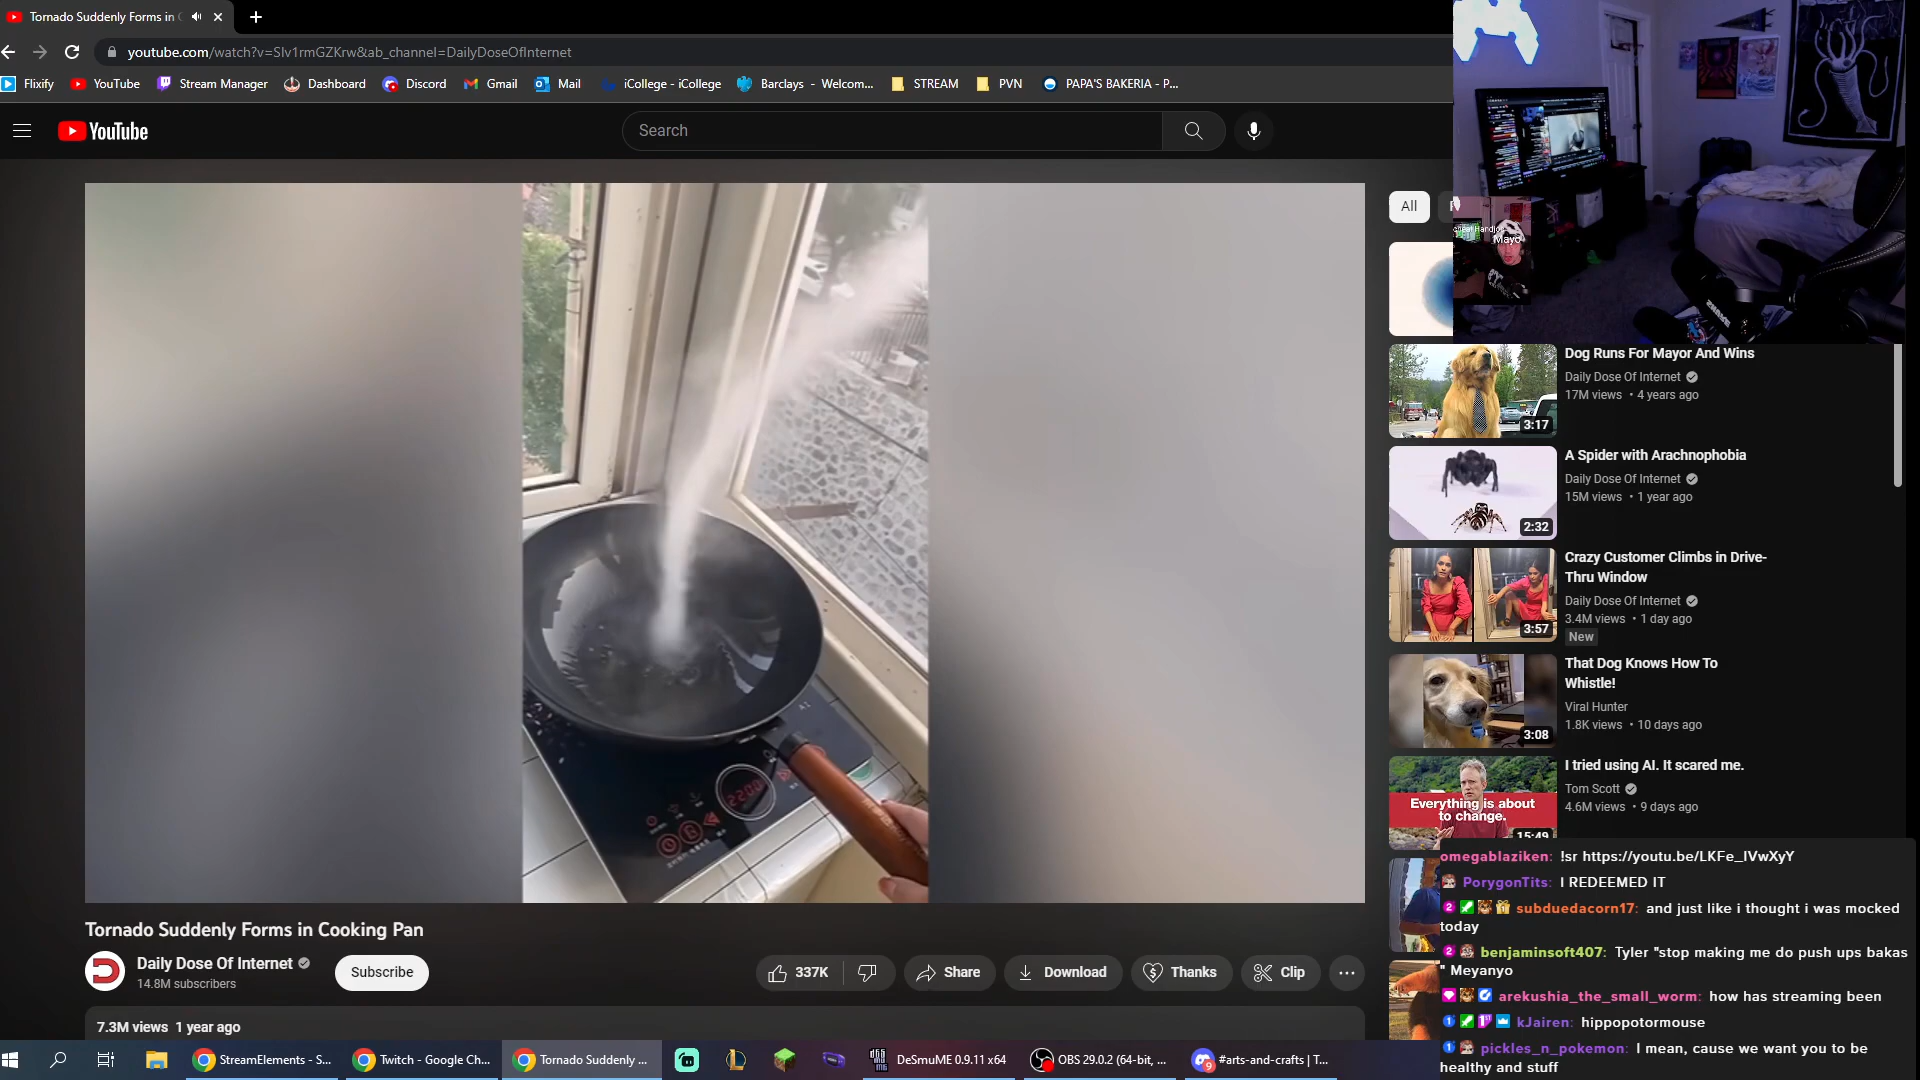 Tornado Suddenly Forms in
youtube.com/watch?v=SIv1rmGZKrw&ab_channel=DailyDoseOfInternet
Flixify
YouTube
Stream Manager
Dashboard
Discord
Gmail
Mail
iCollege - iCollege
Barclays - Welcom...
STREAM
PVN
PAPA'S BAKERIA - P...
YouTube
Search
All
Mayo
2200
Dog Runs For Mayor And Wins
Daily Dose Of Internet
17M views • 4 years ago
3:17
A Spider with Arachnophobia
Daily Dose Of Internet
15M views • 1 year ago
2:32
Crazy Customer Climbs in Drive-
Thru Window
Daily Dose Of Internet
3.4M views • 1 day ago
New
3:57
That Dog Knows How To
Whistle!
Viral Hunter
1.8K views • 10 days ago
3:08
I tried using AI. It scared me.
Tom Scott
4.6M views • 9 days ago
Everything is about
to change.
15:49
Tornado Suddenly Forms in Cooking Pan
Daily Dose Of Internet
14.8M subscribers
Subscribe
337K
Share
Download
Thanks
Clip
7.3M views 1 year ago
omegablaziken: !sr https://youtu.be/LKFe_IVwXyY
PorygonTits: I REDEEMED IT
subduedacorn17: and just like i thought i was mocked
today
benjaminsoft407: Tyler "stop making me do push ups bakas
" Meyanyo
arekushia_the_small_worm: how has streaming been
kJairen: hippopotormouse
pickles_n_pokemon: I mean, cause we want you to be
healthy and stuff
StreamElements - S...
Twitch - Google Ch...
Tornado Suddenly ...
DeSmuME 0.9.11 x64
OBS 29.0.2 (64-bit, ...
#arts-and-crafts | T...